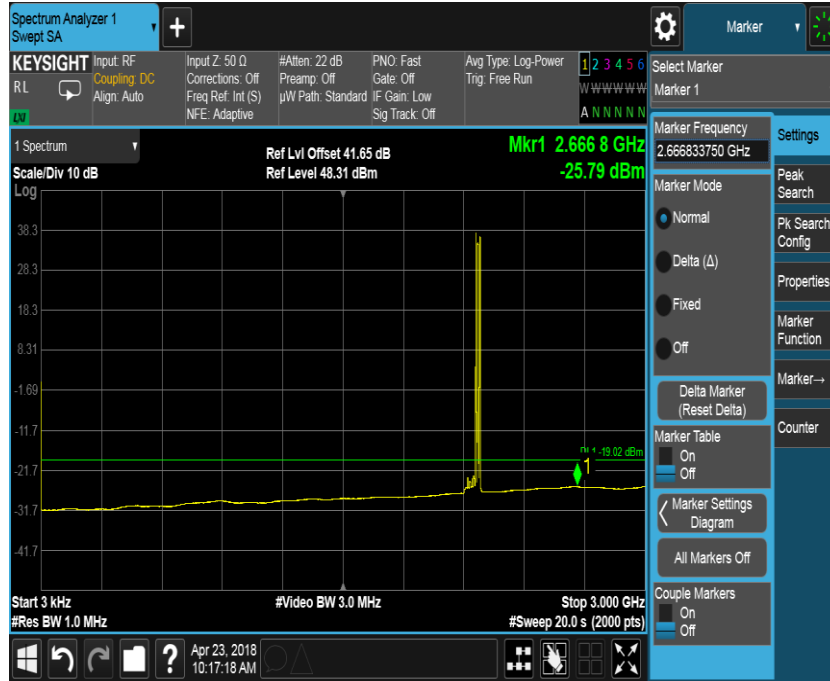 Spectrum Analyzer 1
Swept SA
+
Marker
KEYSIGHT
RL
LXI
Input: RF
Coupling: DC
Align: Auto
Input Z: 50 Ω
Corrections: Off
Freq Ref: Int (S)
NFE: Adaptive
#Atten: 22 dB
Preamp: Off
µW Path: Standard
PNO: Fast
Gate: Off
IF Gain: Low
Sig Track: Off
Avg Type: Log-Power
Trig: Free Run
1 2 3 4 5 6
W W W W W W
A N N N N N
1 Spectrum
Scale/Div 10 dB
Log
Ref Lvl Offset 41.65 dB
Ref Level 48.31 dBm
Mkr1 2.666 8 GHz
-25.79 dBm
38.3
28.3
18.3
8.31
-1.69
-11.7
-21.7
-31.7
-41.7
DL1 -19.02 dBm
1
Start 3 kHz
#Res BW 1.0 MHz
#Video BW 3.0 MHz
Stop 3.000 GHz
#Sweep 20.0 s (2000 pts)
?
Apr 23, 2018
10:17:18 AM
Select Marker
Marker 1
Marker Frequency
2.666833750 GHz
Marker Mode
Normal
Delta (Δ)
Fixed
Off
Delta Marker
(Reset Delta)
Marker Table
On
Off
Marker Settings
Diagram
All Markers Off
Couple Markers
On
Off
Settings
Peak
Search
Pk Search
Config
Properties
Marker
Function
Marker→
Counter